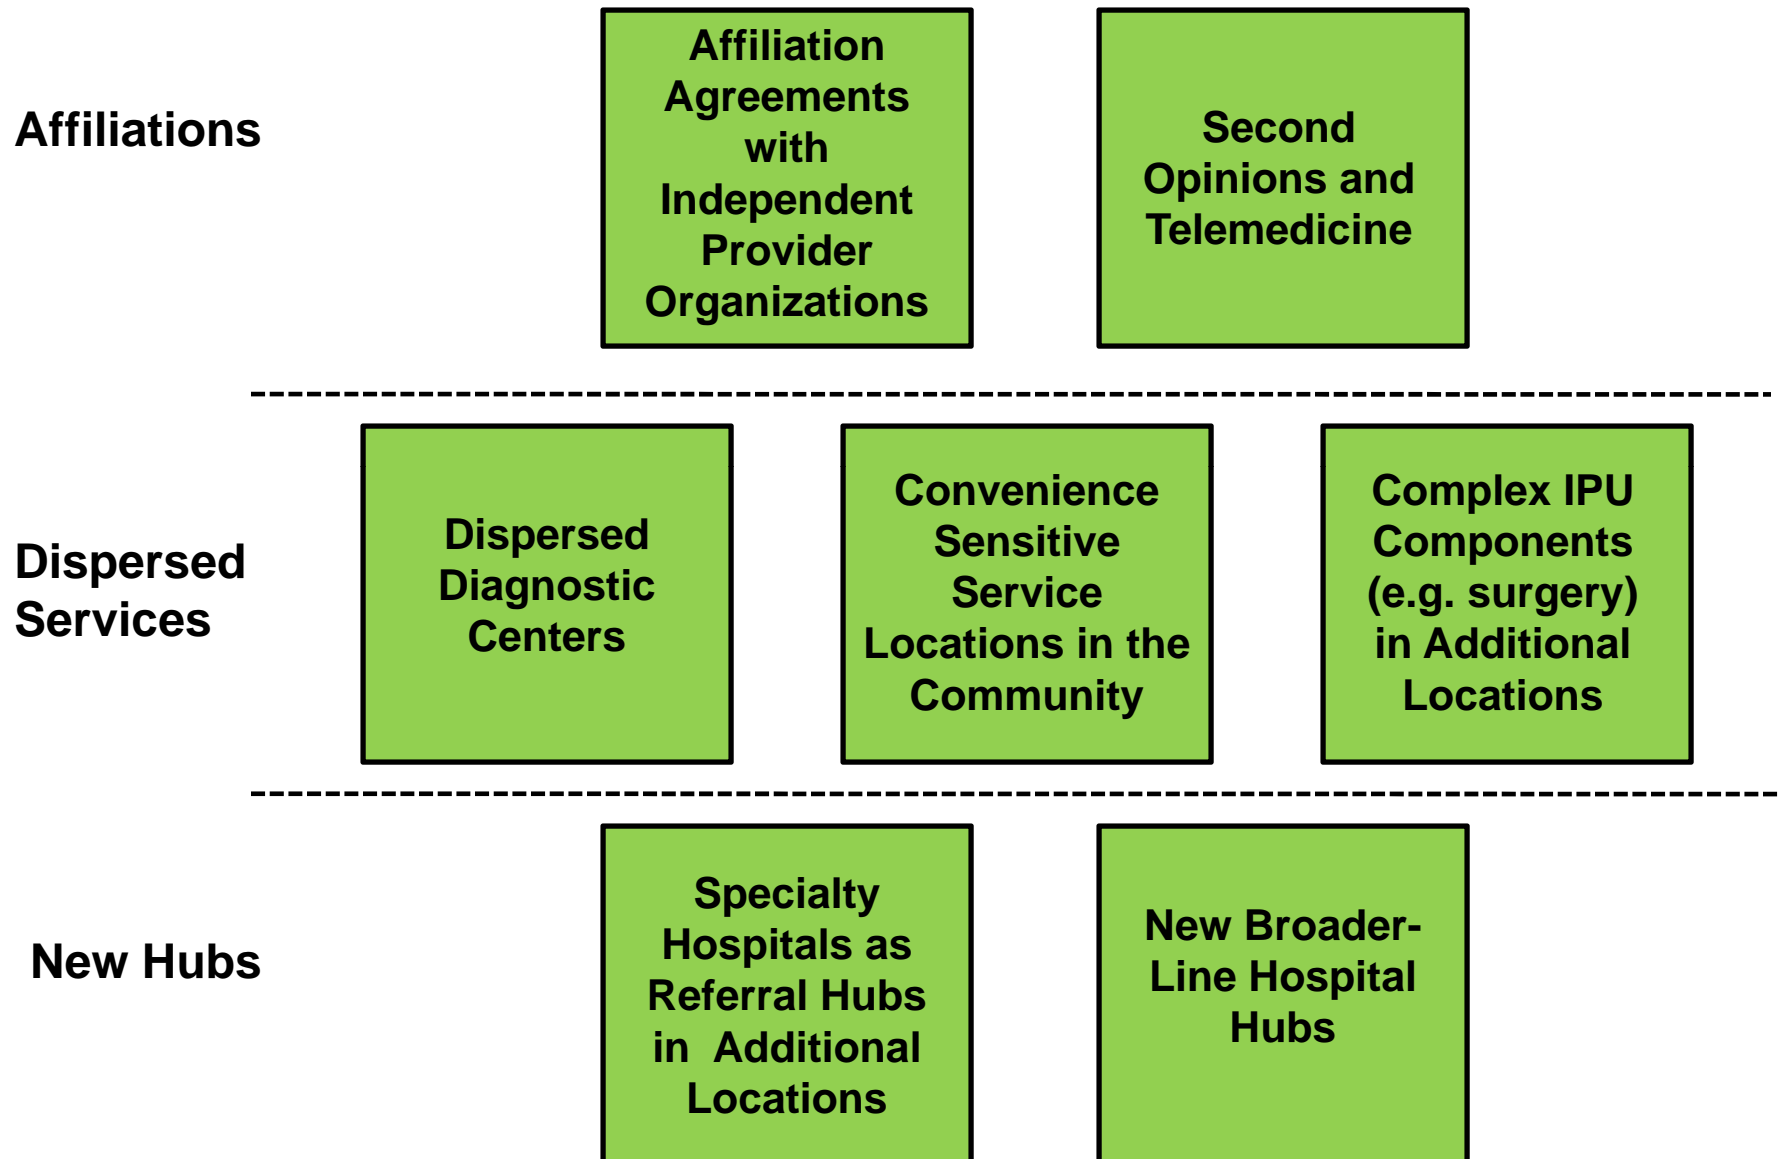 Affiliations
Affiliation
Agreements
with
Independent
Provider
Organizations
Second
Opinions and
Telemedicine
Dispersed
Services
Dispersed
Diagnostic
Centers
Convenience
Sensitive
Service
Locations in the
Community
Complex IPU
Components
(e.g. surgery)
in Additional
Locations
New Hubs
Specialty
Hospitals as
Referral Hubs
in Additional
Locations
New Broader-
Line Hospital
Hubs